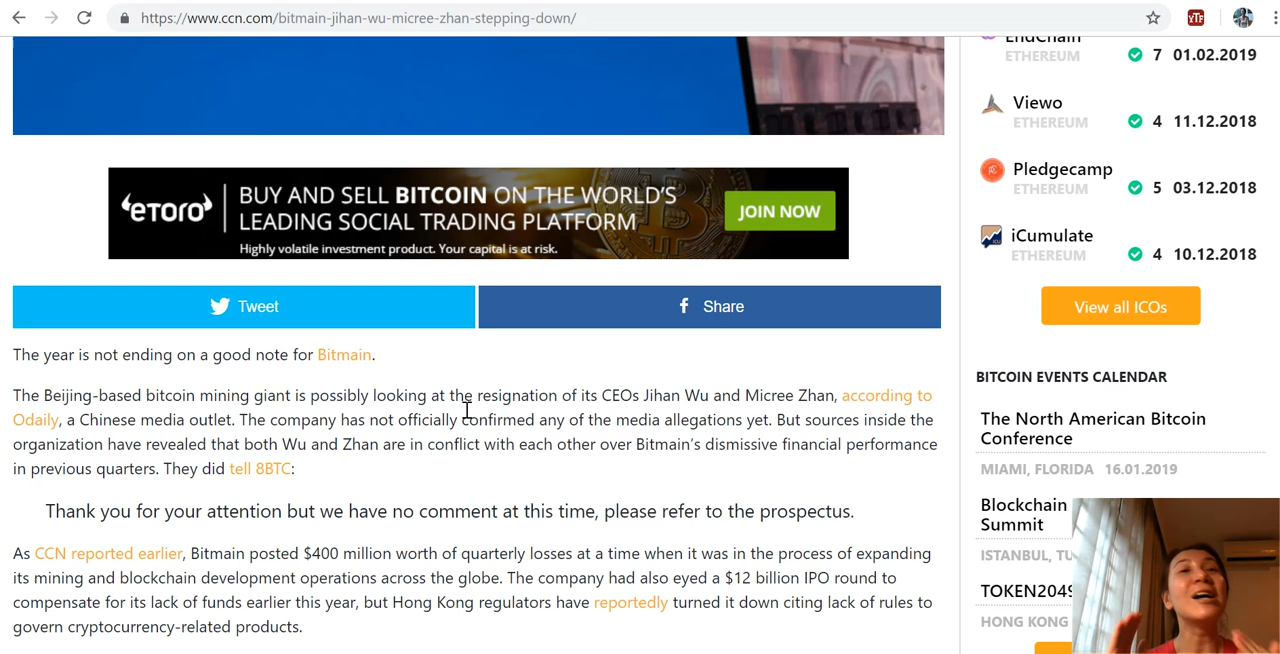 https://www.ccn.com/bitmain-jihan-wu-micree-zhan-stepping-down/
YTF
eToro
BUY AND SELL BITCOIN ON THE WORLD'S
LEADING SOCIAL TRADING PLATFORM
Highly volatile investment product. Your capital is at risk.
JOIN NOW
Tweet
Share
The year is not ending on a good note for Bitmain.
The Beijing-based bitcoin mining giant is possibly looking at the resignation of its CEOs Jihan Wu and Micree Zhan, according to
Odaily, a Chinese media outlet. The company has not officially confirmed any of the media allegations yet. But sources inside the
organization have revealed that both Wu and Zhan are in conflict with each other over Bitmain's dismissive financial performance
in previous quarters. They did tell 8BTC:
Thank you for your attention but we have no comment at this time, please refer to the prospectus.
As CCN reported earlier, Bitmain posted $400 million worth of quarterly losses at a time when it was in the process of expanding
its mining and blockchain development operations across the globe. The company had also eyed a $12 billion IPO round to
compensate for its lack of funds earlier this year, but Hong Kong regulators have reportedly turned it down citing lack of rules to
govern cryptocurrency-related products.
EndChain
ETHEREUM 7 01.02.2019
Viewo
ETHEREUM 4 11.12.2018
Pledgecamp
ETHEREUM 5 03.12.2018
iCumulate
ETHEREUM 4 10.12.2018
View all ICOs
BITCOIN EVENTS CALENDAR
The North American Bitcoin
Conference
MIAMI, FLORIDA 16.01.2019
Blockchain
Summit
ISTANBUL, TU
TOKEN2049
HONG KONG